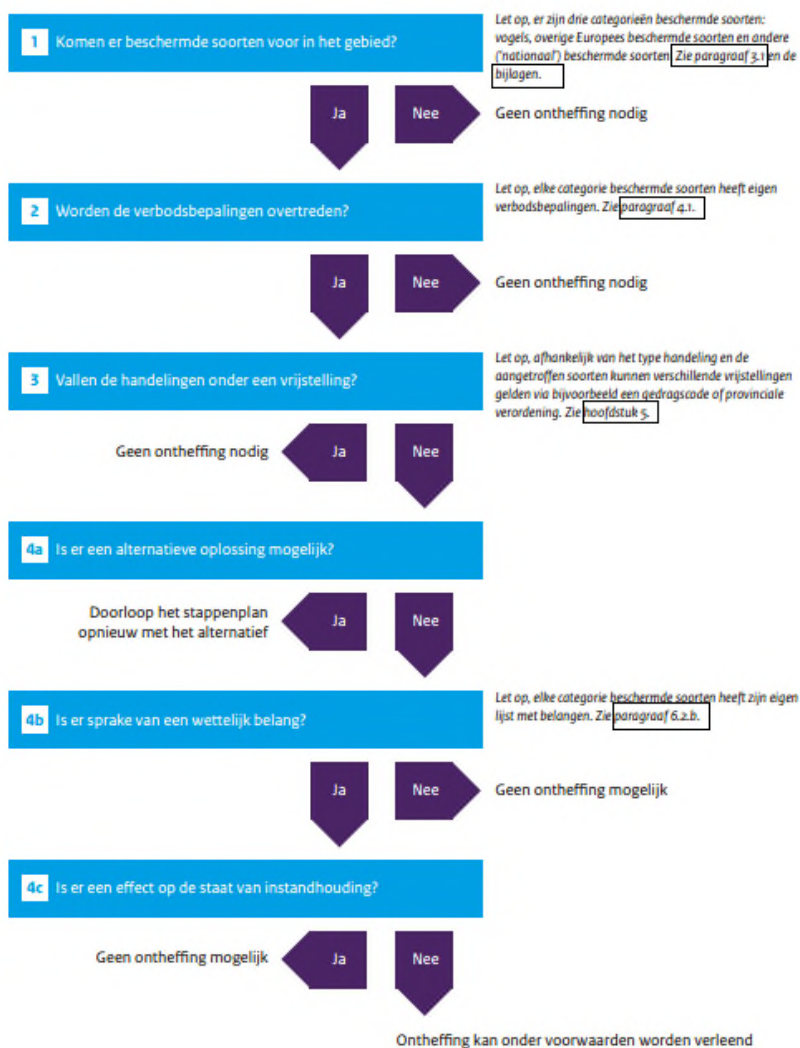 1 Komen er beschermde soorten voor in het gebied?
Let op, er zijn drie categorieën beschermde soorten:
vogels, overige Europees beschermde soorten en andere
('nationaal') beschermde soorten. Zie paragraaf 3.1 en de
bijlagen.
Ja
Nee
Geen ontheffing nodig
2 Worden de verbodsbepalingen overtreden?
Let op, elke categorie beschermde soorten heeft eigen
verbodsbepalingen. Zie paragraaf 4.1.
Ja
Nee
Geen ontheffing nodig
3 Vallen de handelingen onder een vrijstelling?
Let op, afhankelijk van het type handeling en de
aangetroffen soorten kunnen verschillende vrijstellingen
gelden via bijvoorbeeld een gedragscode of provinciale
verordening. Zie hoofdstuk 5.
Geen ontheffing nodig
Ja
Nee
4a Is er een alternatieve oplossing mogelijk?
Doorloop het stappenplan
opnieuw met het alternatief
Ja
Nee
4b Is er sprake van een wettelijk belang?
Let op, elke categorie beschermde soorten heeft zijn eigen
lijst met belangen. Zie paragraaf 6.2.b.
Ja
Nee
Geen ontheffing mogelijk
4c Is er een effect op de staat van instandhouding?
Geen ontheffing mogelijk
Ja
Nee
Ontheffing kan onder voorwaarden worden verleend